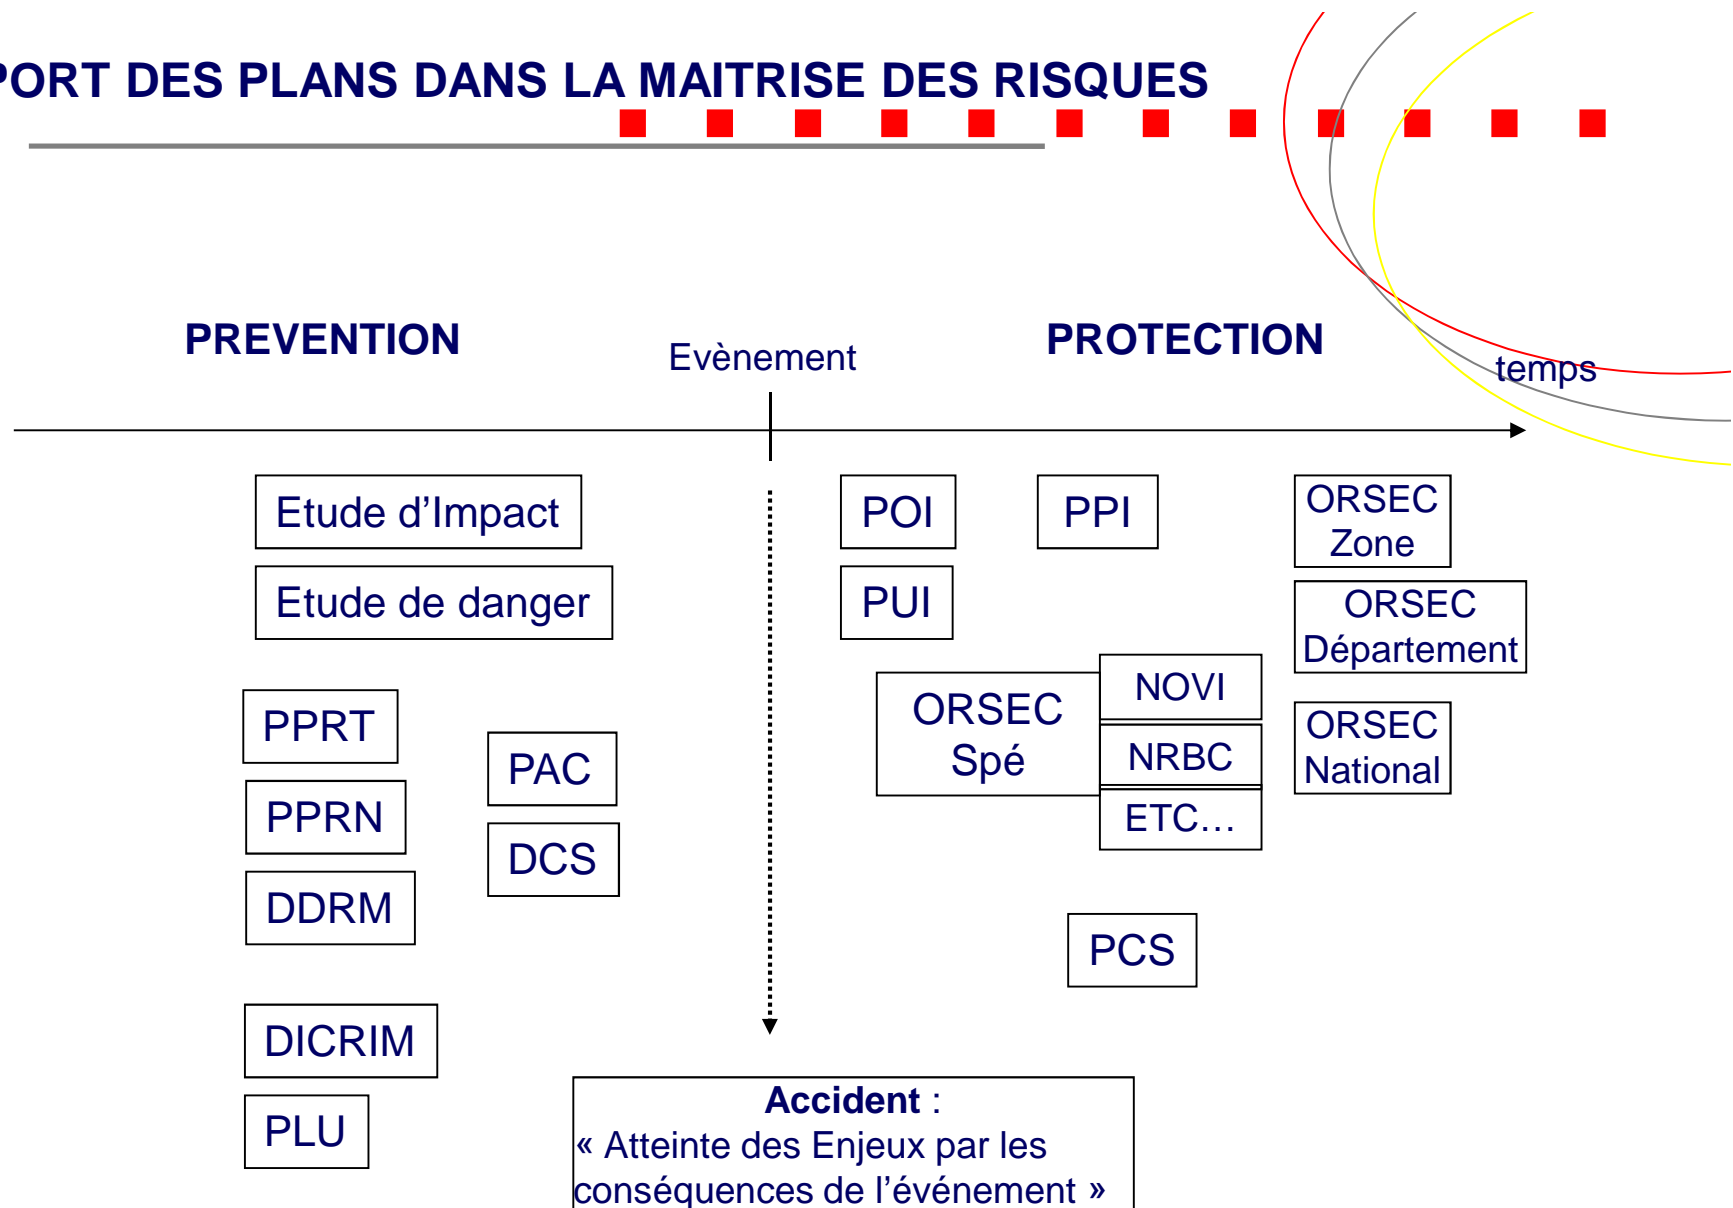 PORT DES PLANS DANS LA MAITRISE DES RISQUES
PREVENTION
Evènement
PROTECTION
temps
Etude d’Impact
Etude de danger
PPRT
PPRN
DDRM
PAC
DCS
DICRIM
PLU
POI
PUI
PPI
ORSEC
Spé
NOVI
NRBC
ETC…
PCS
ORSEC
Zone
ORSEC
Département
ORSEC
National
Accident :
« Atteinte des Enjeux par les
conséquences de l’événement »